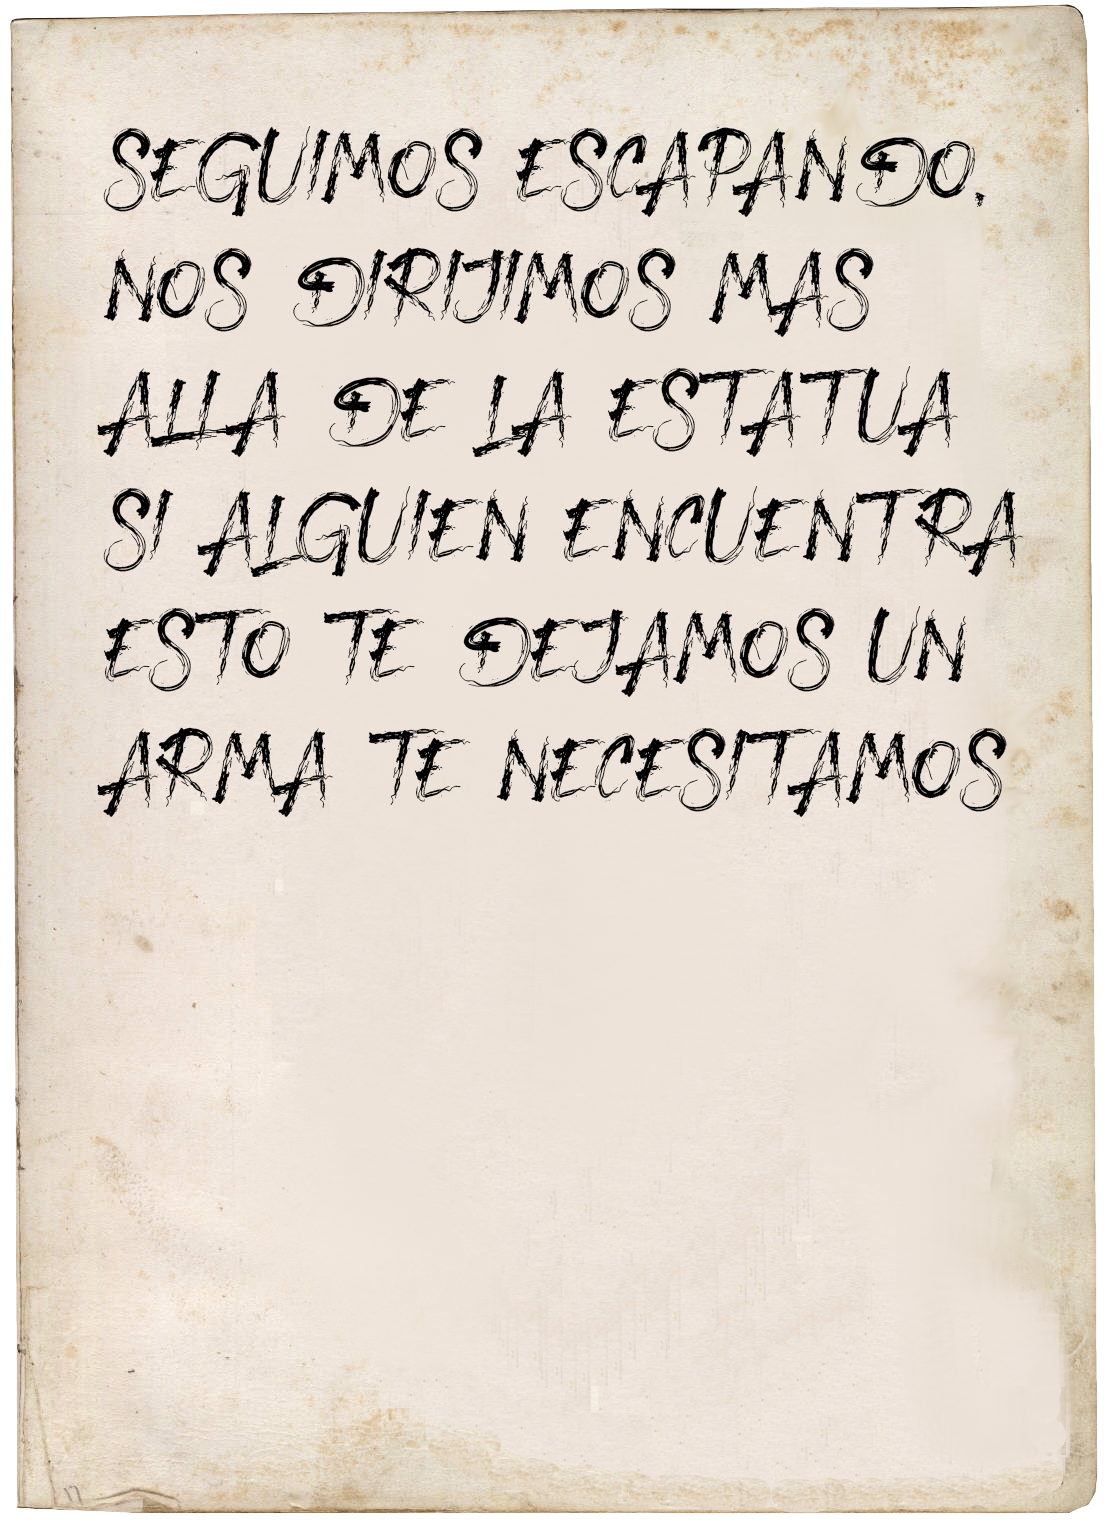 SEGUIMOS ESCAPANDO.
NOS DIRIJIMOS MAS
ALLA DE LA ESTATUA
SI ALGUIEN ENCUENTRA
ESTO TE DEJAMOS UN
ARMA TE NECESITAMOS
17